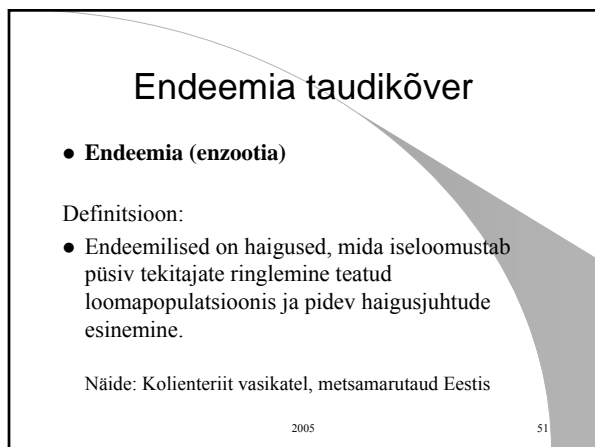 Endeemia taudikõver
● Endeemia (enzootia)
Definitsioon:
● Endeemilised on haigused, mida iseloomustab
püsiv tekitajate ringlemine teatud
loomapopulatsioonis ja pidev haigusjuhtude
esinemine.
Näide: Kolienteriit vasikatel, metsamarutaud Eestis
2005
51